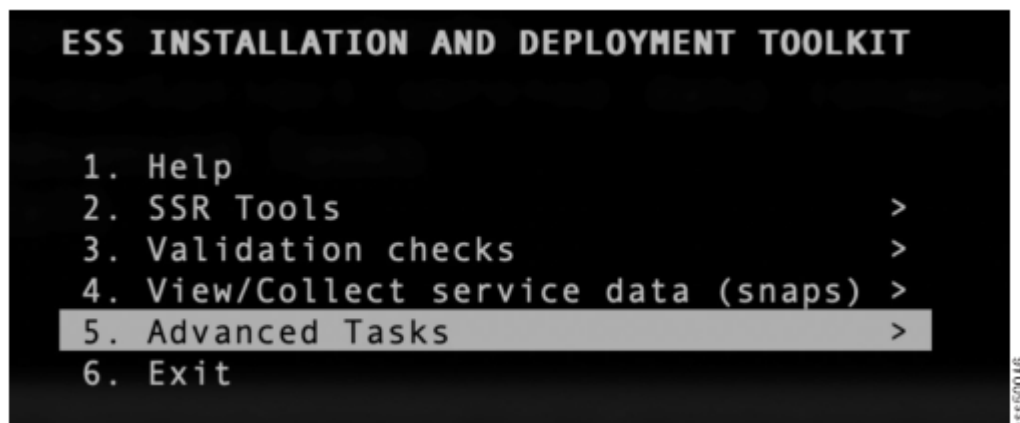 ESS INSTALLATION AND DEPLOYMENT TOOLKIT
1. Help
2. SSR Tools >
3. Validation checks >
4. View/Collect service data (snaps) >
5. Advanced Tasks >
6. Exit